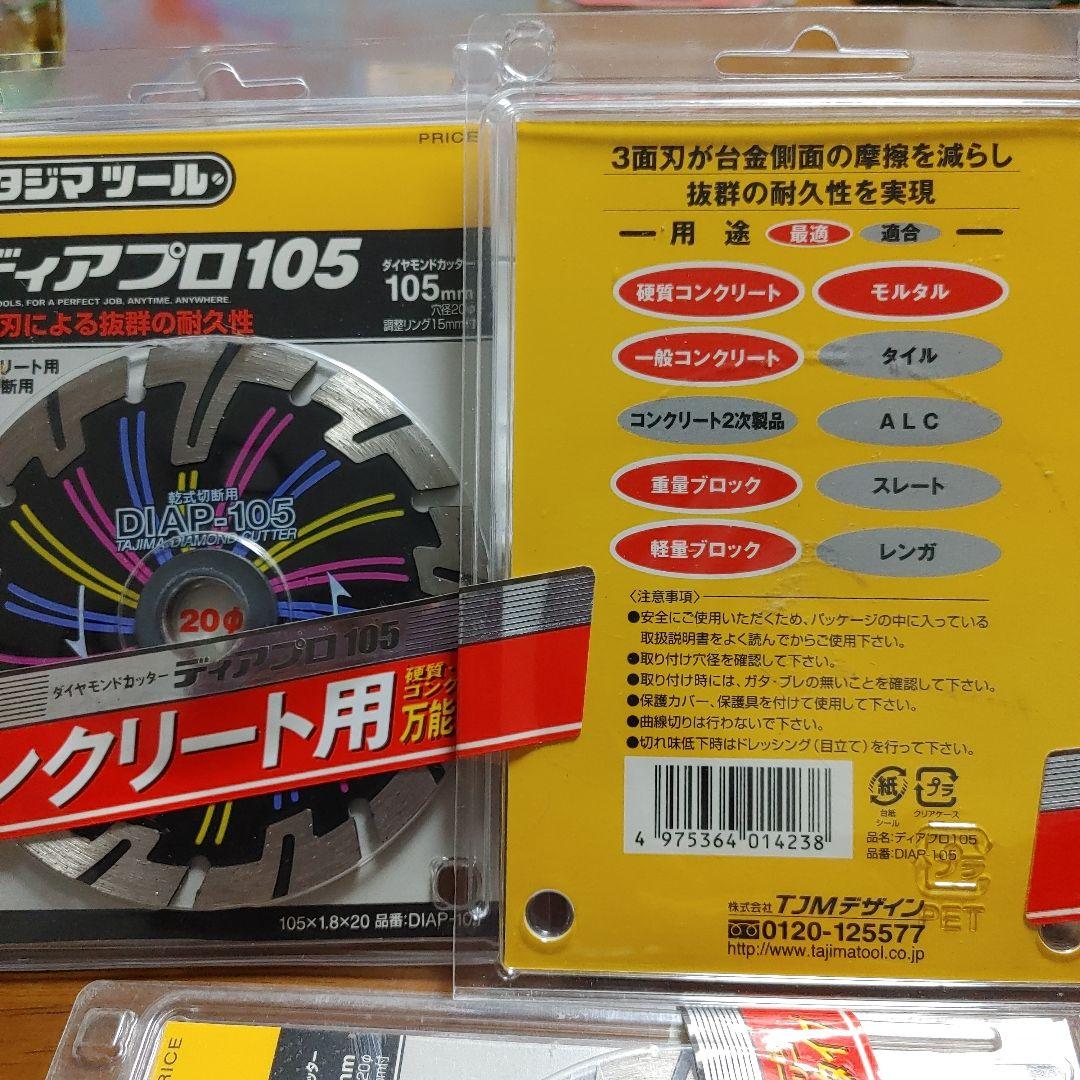 PRICE
タジマツール
ディアプロ105
ダイヤモンドカッター
105mm
穴径20φ
調整リング15mm
OOLS, FOR A PERFECT JOB, ANYTIME, ANYWHERE.
刃による抜群の耐久性
リート用
断用
乾式切断用
DIAP-105
TAJIMA DIAMOND CUTTER
20φ
ダイヤモンドカッター ディアプロ105
ンクリート用
硬質
コンク
万能
105×1.8×20 品番:DIAP-10
3面刃が台金側面の摩擦を減らし
抜群の耐久性を実現
用途 最適 適合
硬質コンクリート モルタル
一般コンクリート タイル
コンクリート2次製品 ALC
重量ブロック スレート
軽量ブロック レンガ
〈注意事項〉
●安全にご使用いただくため、パッケージの中に入っている
取扱説明書をよく読んでからご使用下さい。
●取り付け穴径を確認して下さい。
●取り付け時には、ガタ・ブレの無いことを確認して下さい。
●保護カバー、保護具を付けて使用して下さい。
●曲線切りは行わないで下さい。
●切れ味低下時はドレッシング(目立て)を行って下さい。
4 975364 014238
紙 プラ
台紙
シール
クリアケース
品名:ディアプロ105
品番:DIAP-105
プラ
PET
株式会社TJMデザイン
0120-125577
http://www.tajimatool.co.jp
RICE
mm
20φ